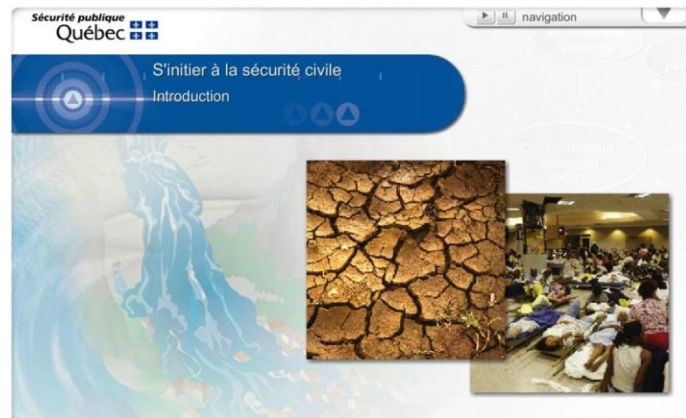 Sécurité publique
Québec
navigation
S'initier à la sécurité civile
Introduction